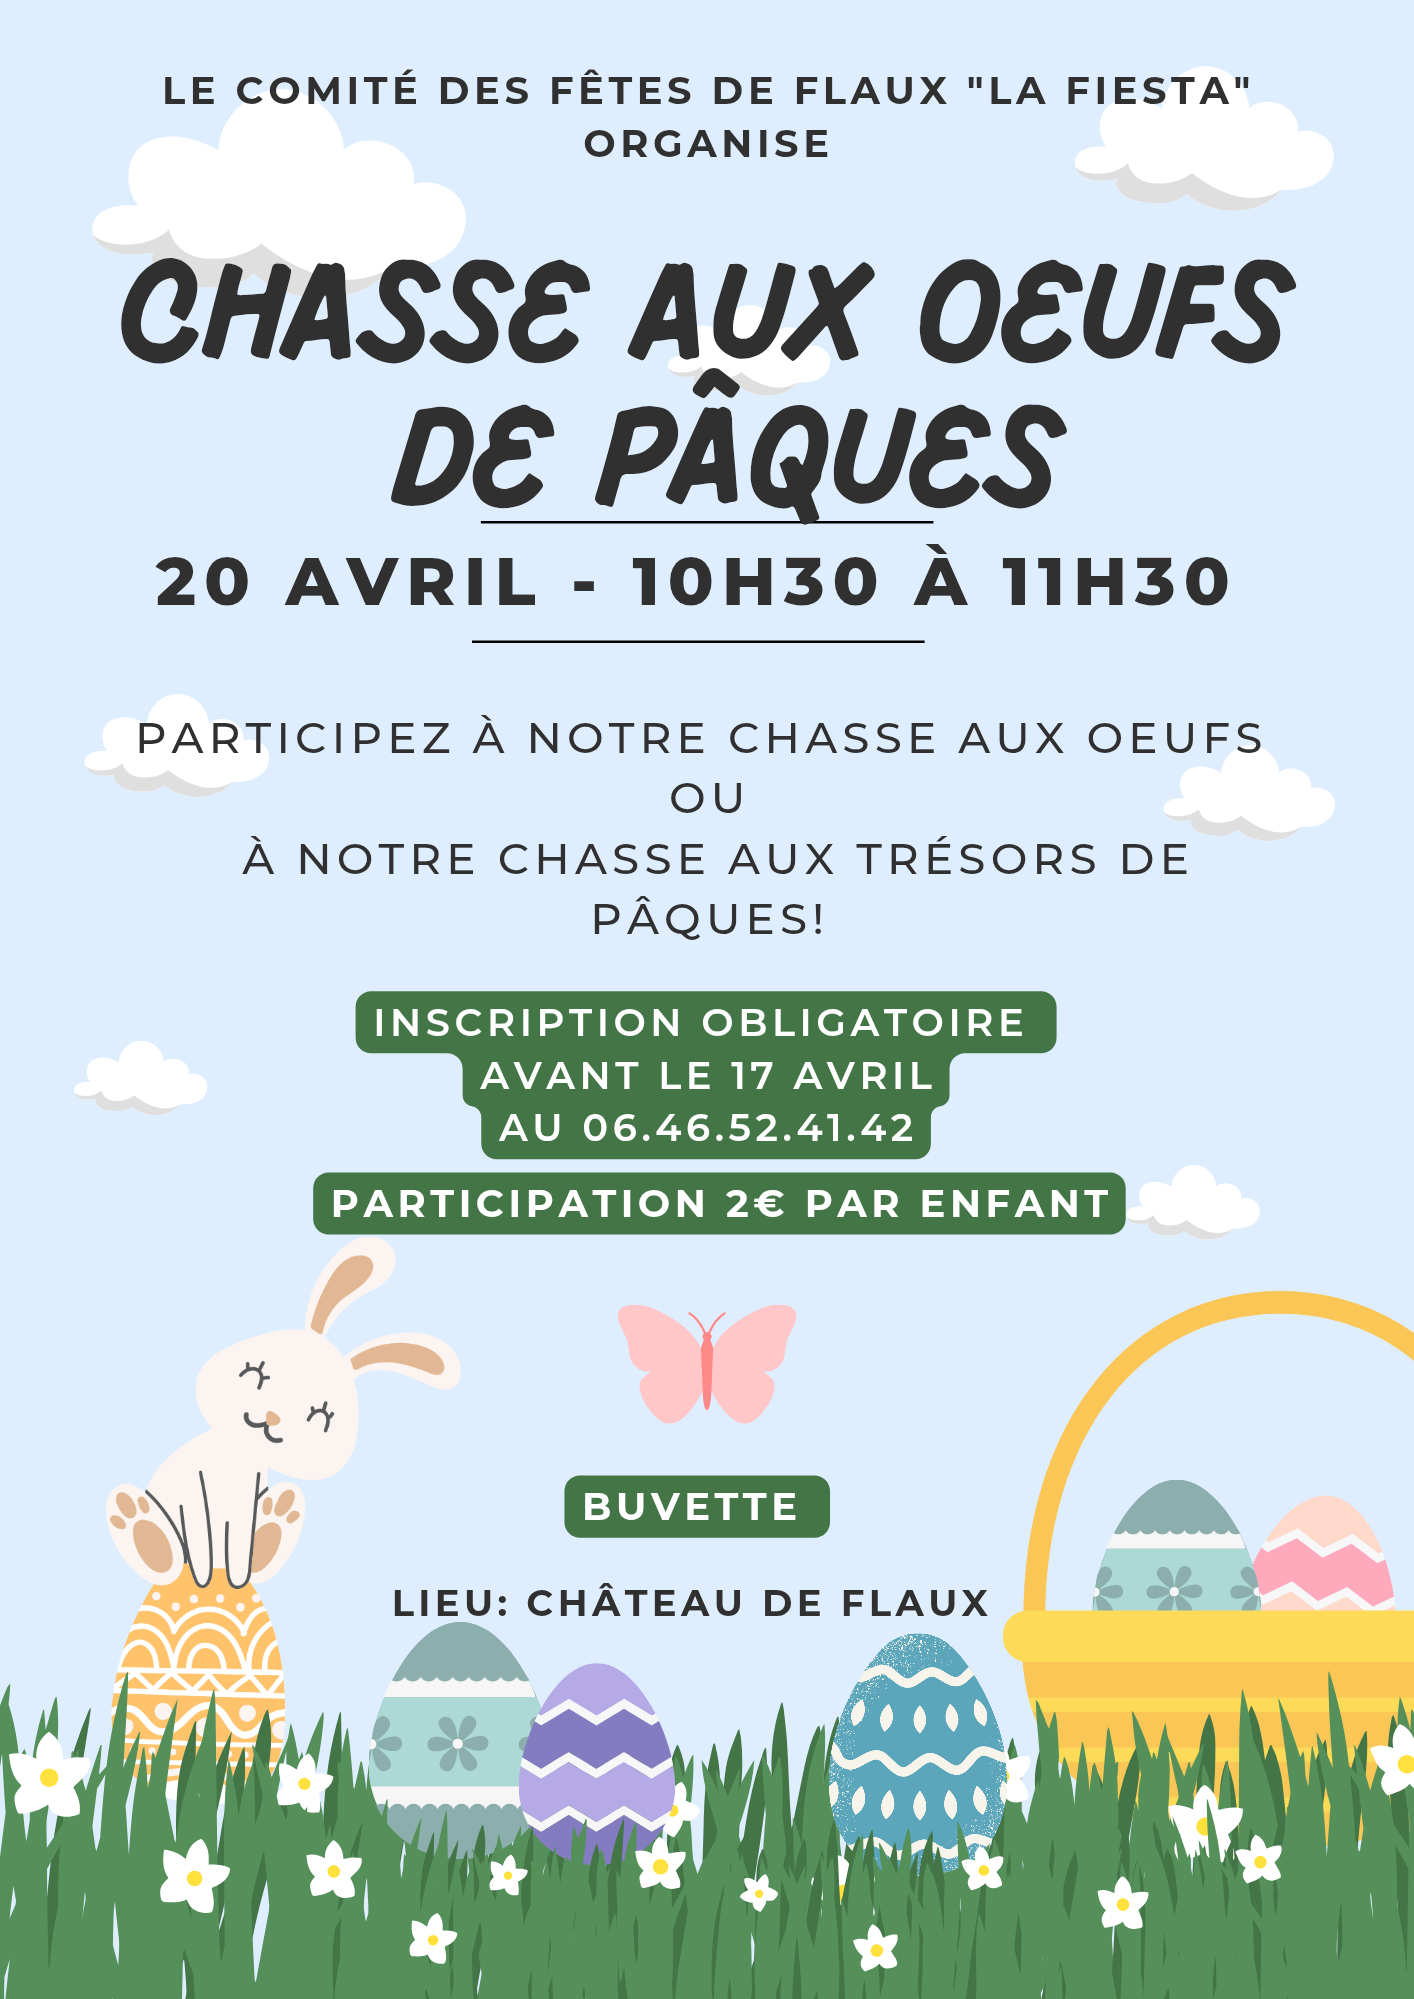 LE COMITÉ DES FÊTES DE FLAUX "LA FIESTA"
ORGANISE
CHASSE AUX OEUFS
DE PÂQUES
20 AVRIL - 10H30 À 11H30
PARTICIPEZ À NOTRE CHASSE AUX OEUFS
OU
À NOTRE CHASSE AUX TRÉSORS DE
PÂQUES!
INSCRIPTION OBLIGATOIRE
AVANT LE 17 AVRIL
AU 06.46.52.41.42
PARTICIPATION 2€ PAR ENFANT
BUVETTE
LIEU: CHÂTEAU DE FLAUX